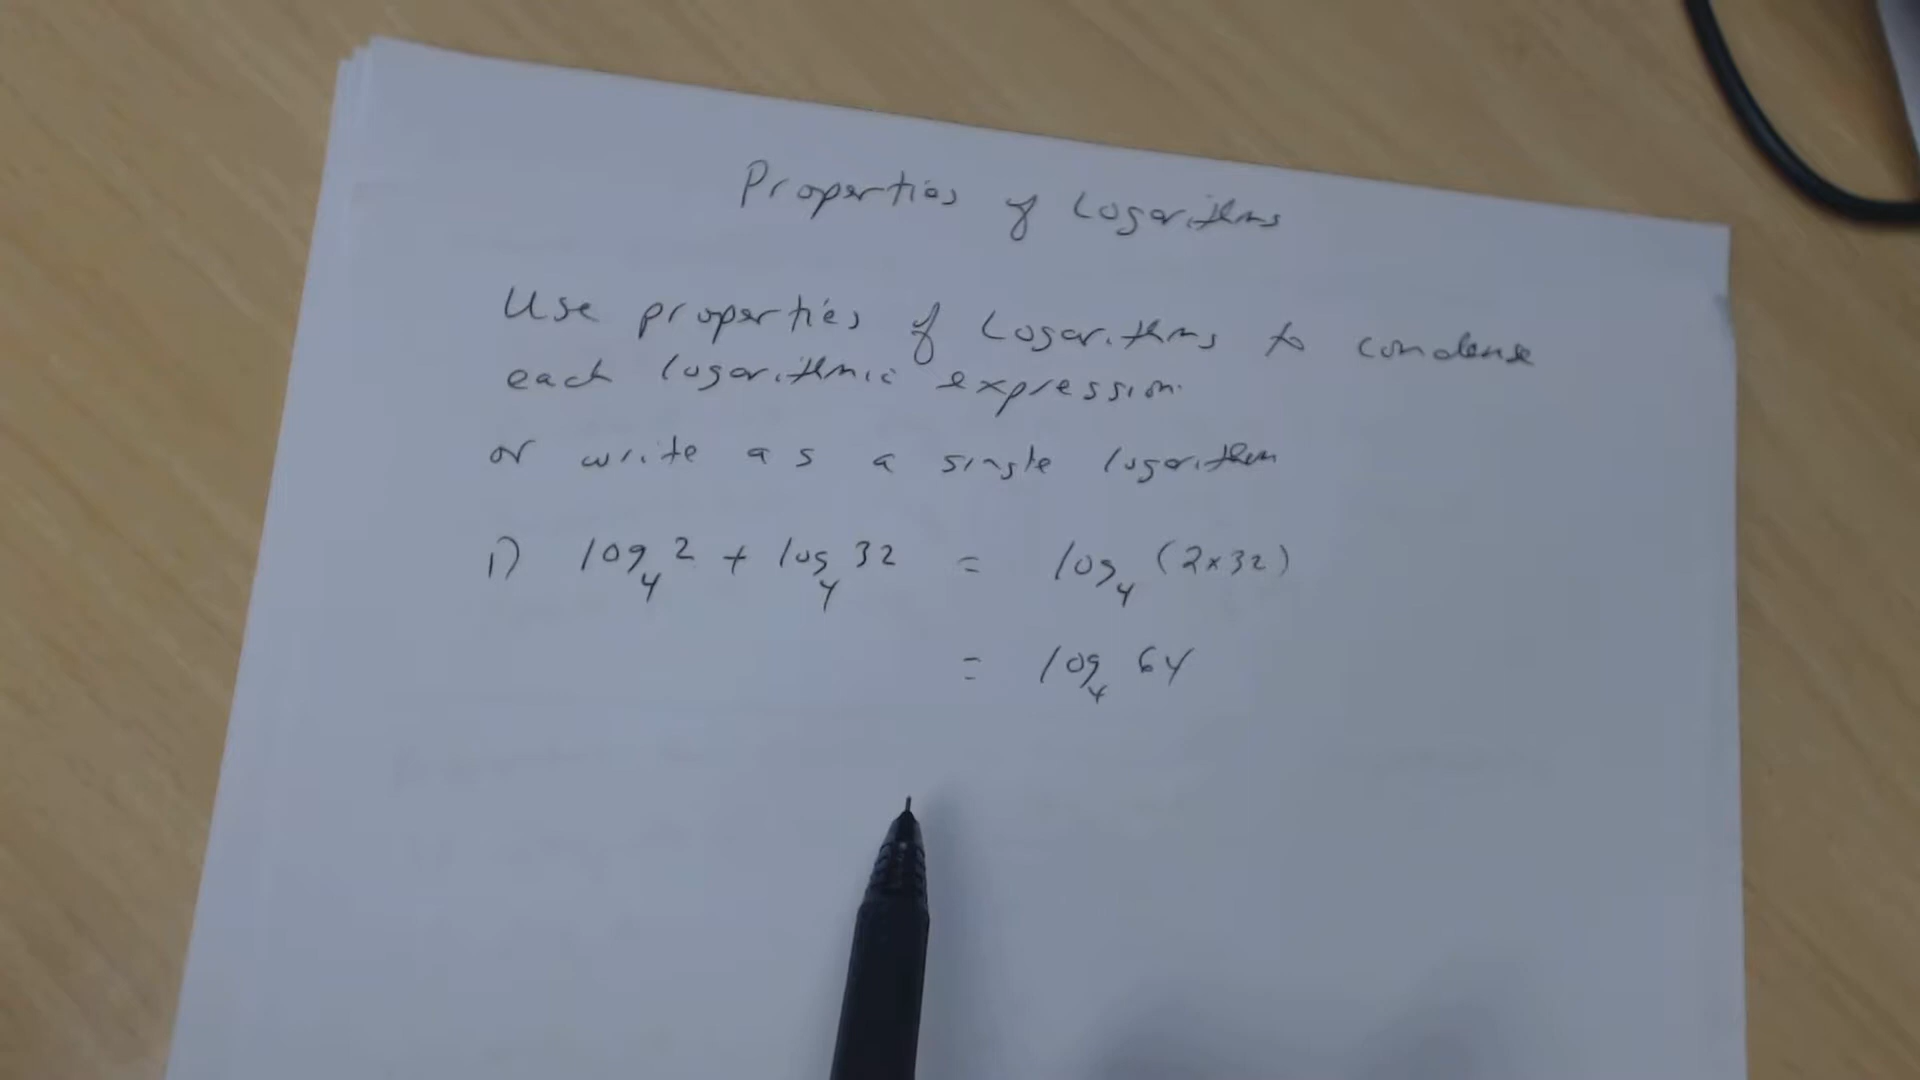 Properties of Logarithms
Use properties of Logarithms to condense
each logarithmic expression.
or write as a single logarithm
1) log₄ 2 + log₄ 32 = log₄ (2×32)
= log₄ 64